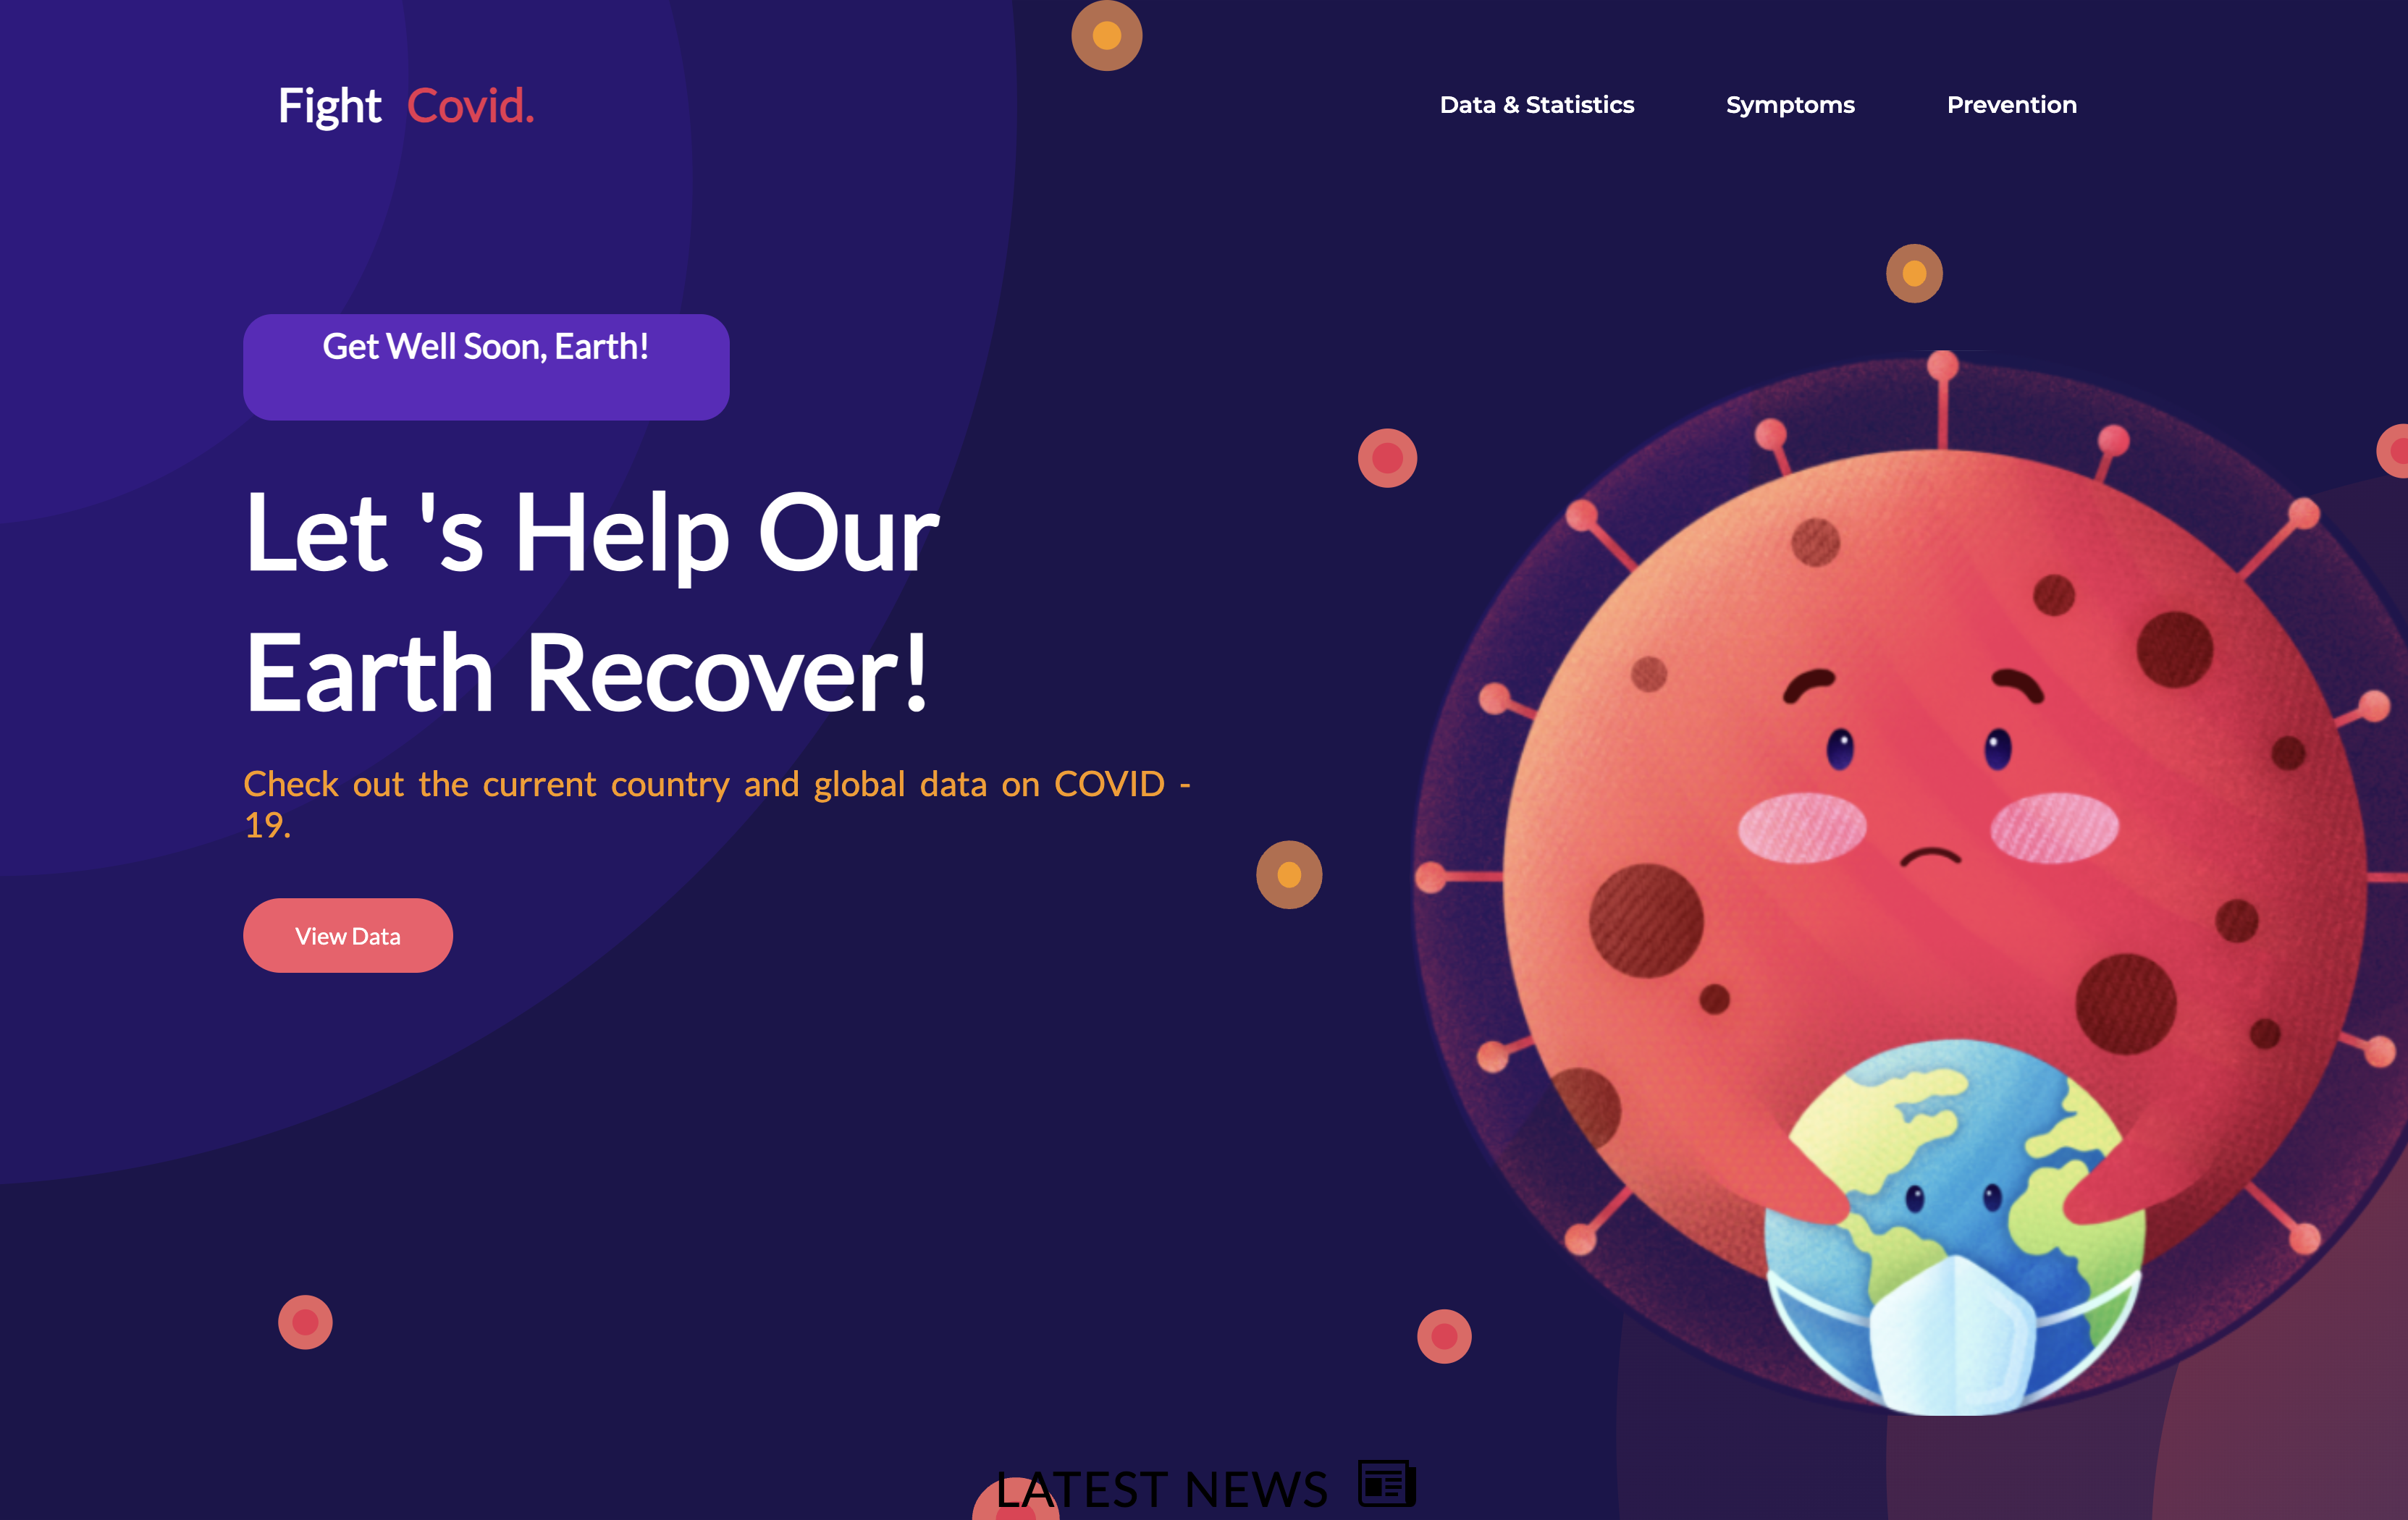 Fight Covid.
Data & Statistics
Symptoms
Prevention
Get Well Soon, Earth!
Let 's Help Our
Earth Recover!
Check out the current country and global data on COVID -
19.
View Data
LATEST NEWS